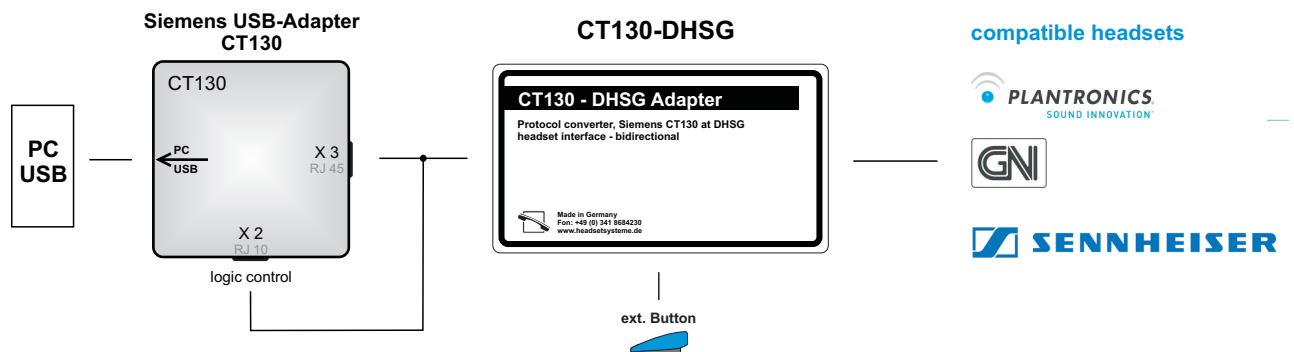 Siemens USB-Adapter
CT130
CT130-DHSG
compatible headsets
PC
USB
CT130
PC
USB
X 3
RJ 45
X 2
RJ 10
logic control
CT130 - DHSG Adapter
Protocol converter, Siemens CT130 at DHSG
headset interface - bidirectional
Made in Germany
Fon: +49 (0) 341 8684230
www.headsetsysteme.de
ext. Button
PLANTRONICS.
SOUND INNOVATION™
GN
SENNHEISER